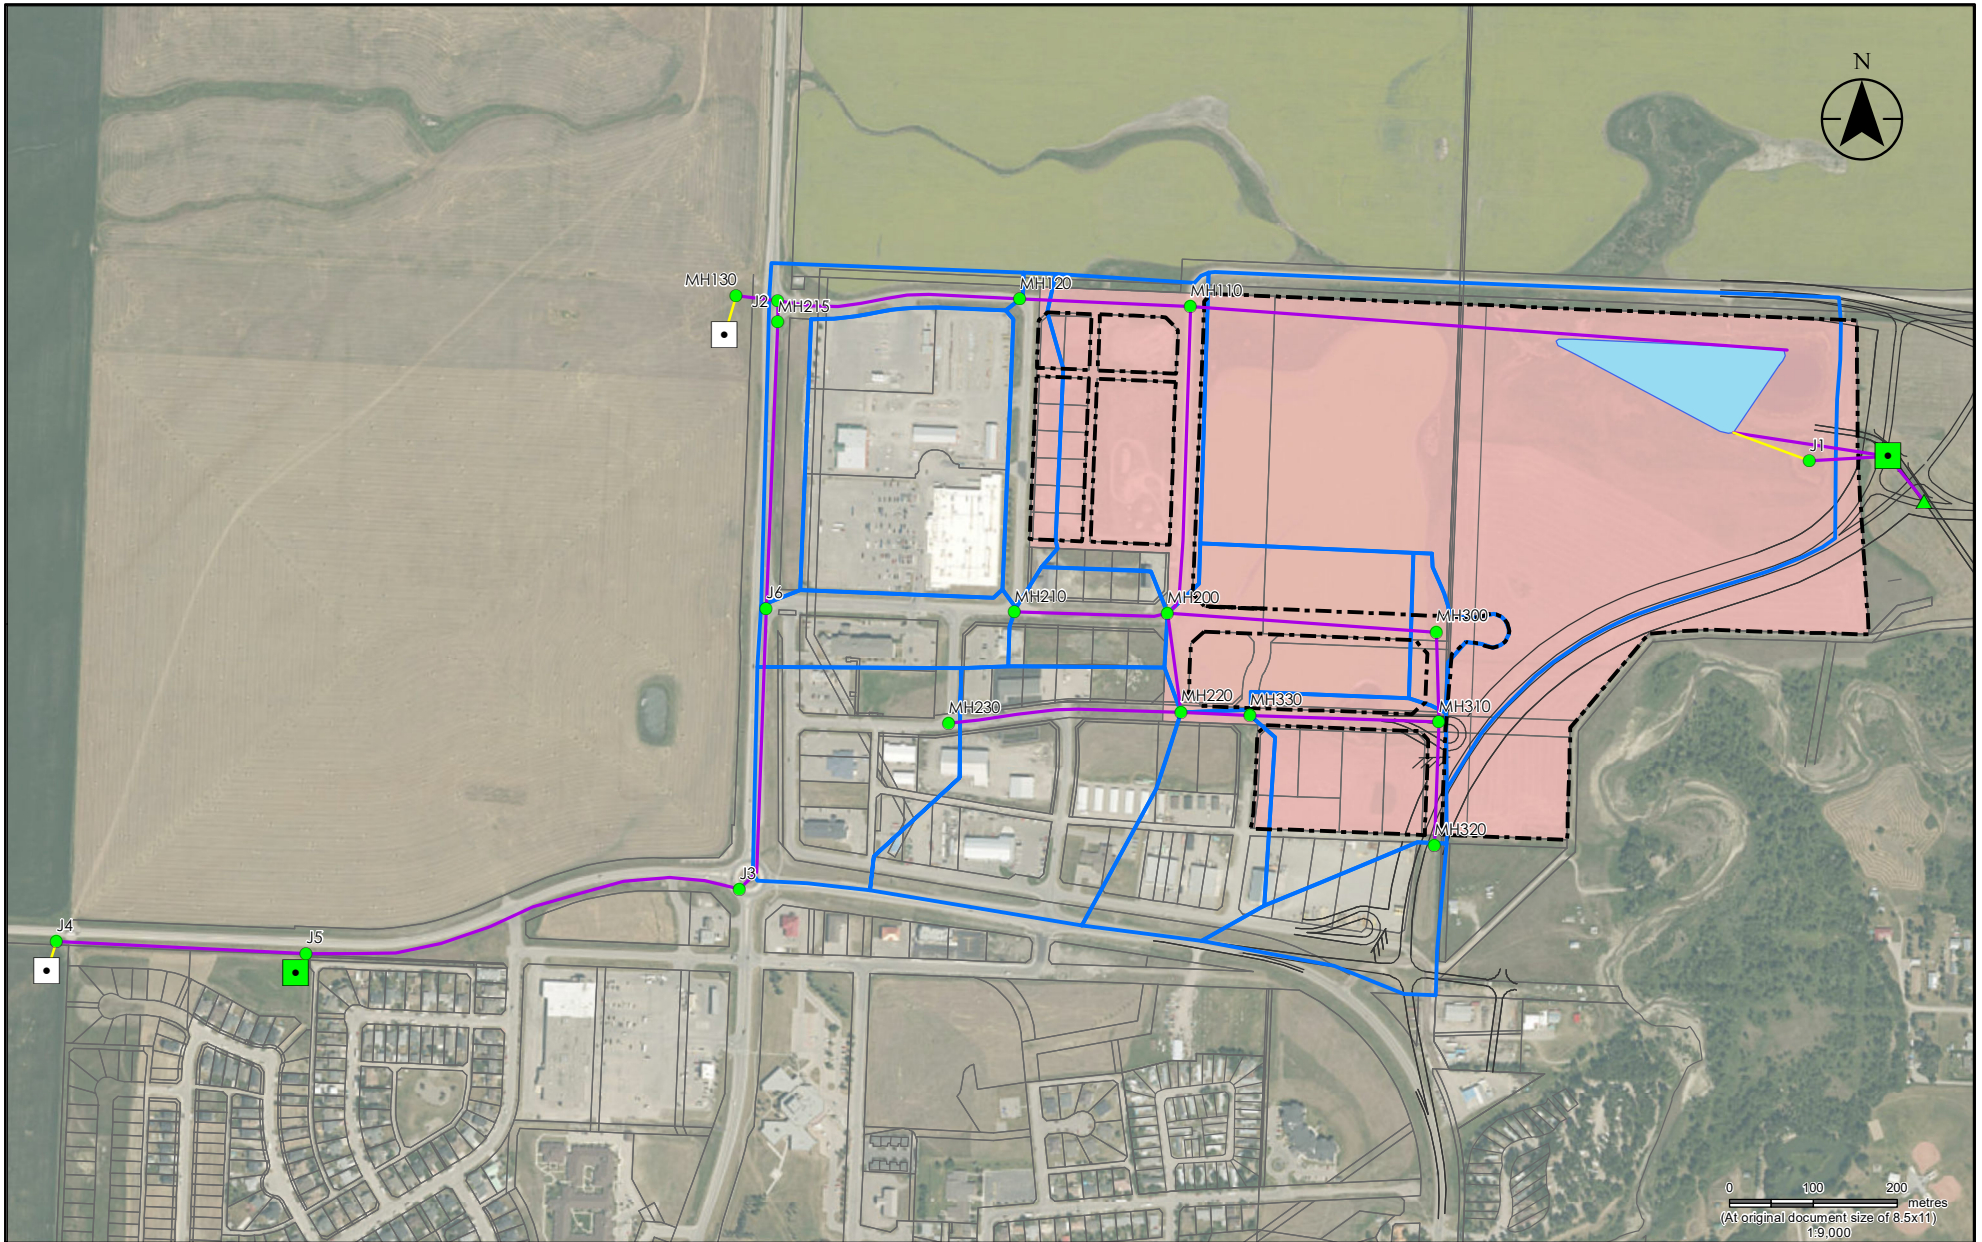 N
MH130
J2
MH120
MH215
MH110
J1
J6
MH210
MH200
MH300
MH230
MH220
MH330
MH310
MH320
J3
J4
J5
0 100 200
metres
(At original document size of 8.5x11)
1:9,000